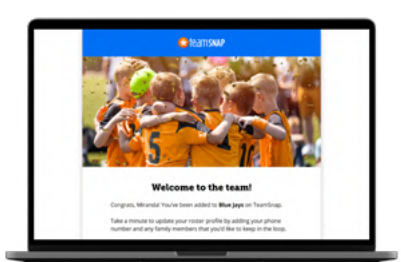 teamSNAP
5
10
Welcome to the team!
Congrats, Miranda! You've been added to Blue Jays on TeamSnap.
Take a minute to update your roster profile by adding your phone
number and any family members that you'd like to keep in the loop.